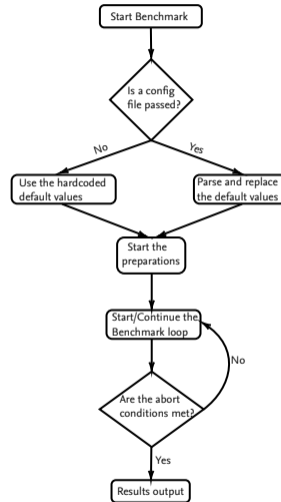 Start Benchmark
Is a config
file passed?
No
Yes
Use the hardcoded
default values
Parse and replace
the default values
Start the
preparations
Start/Continue the
Benchmark loop
No
Are the abort
conditions met?
Yes
Results output